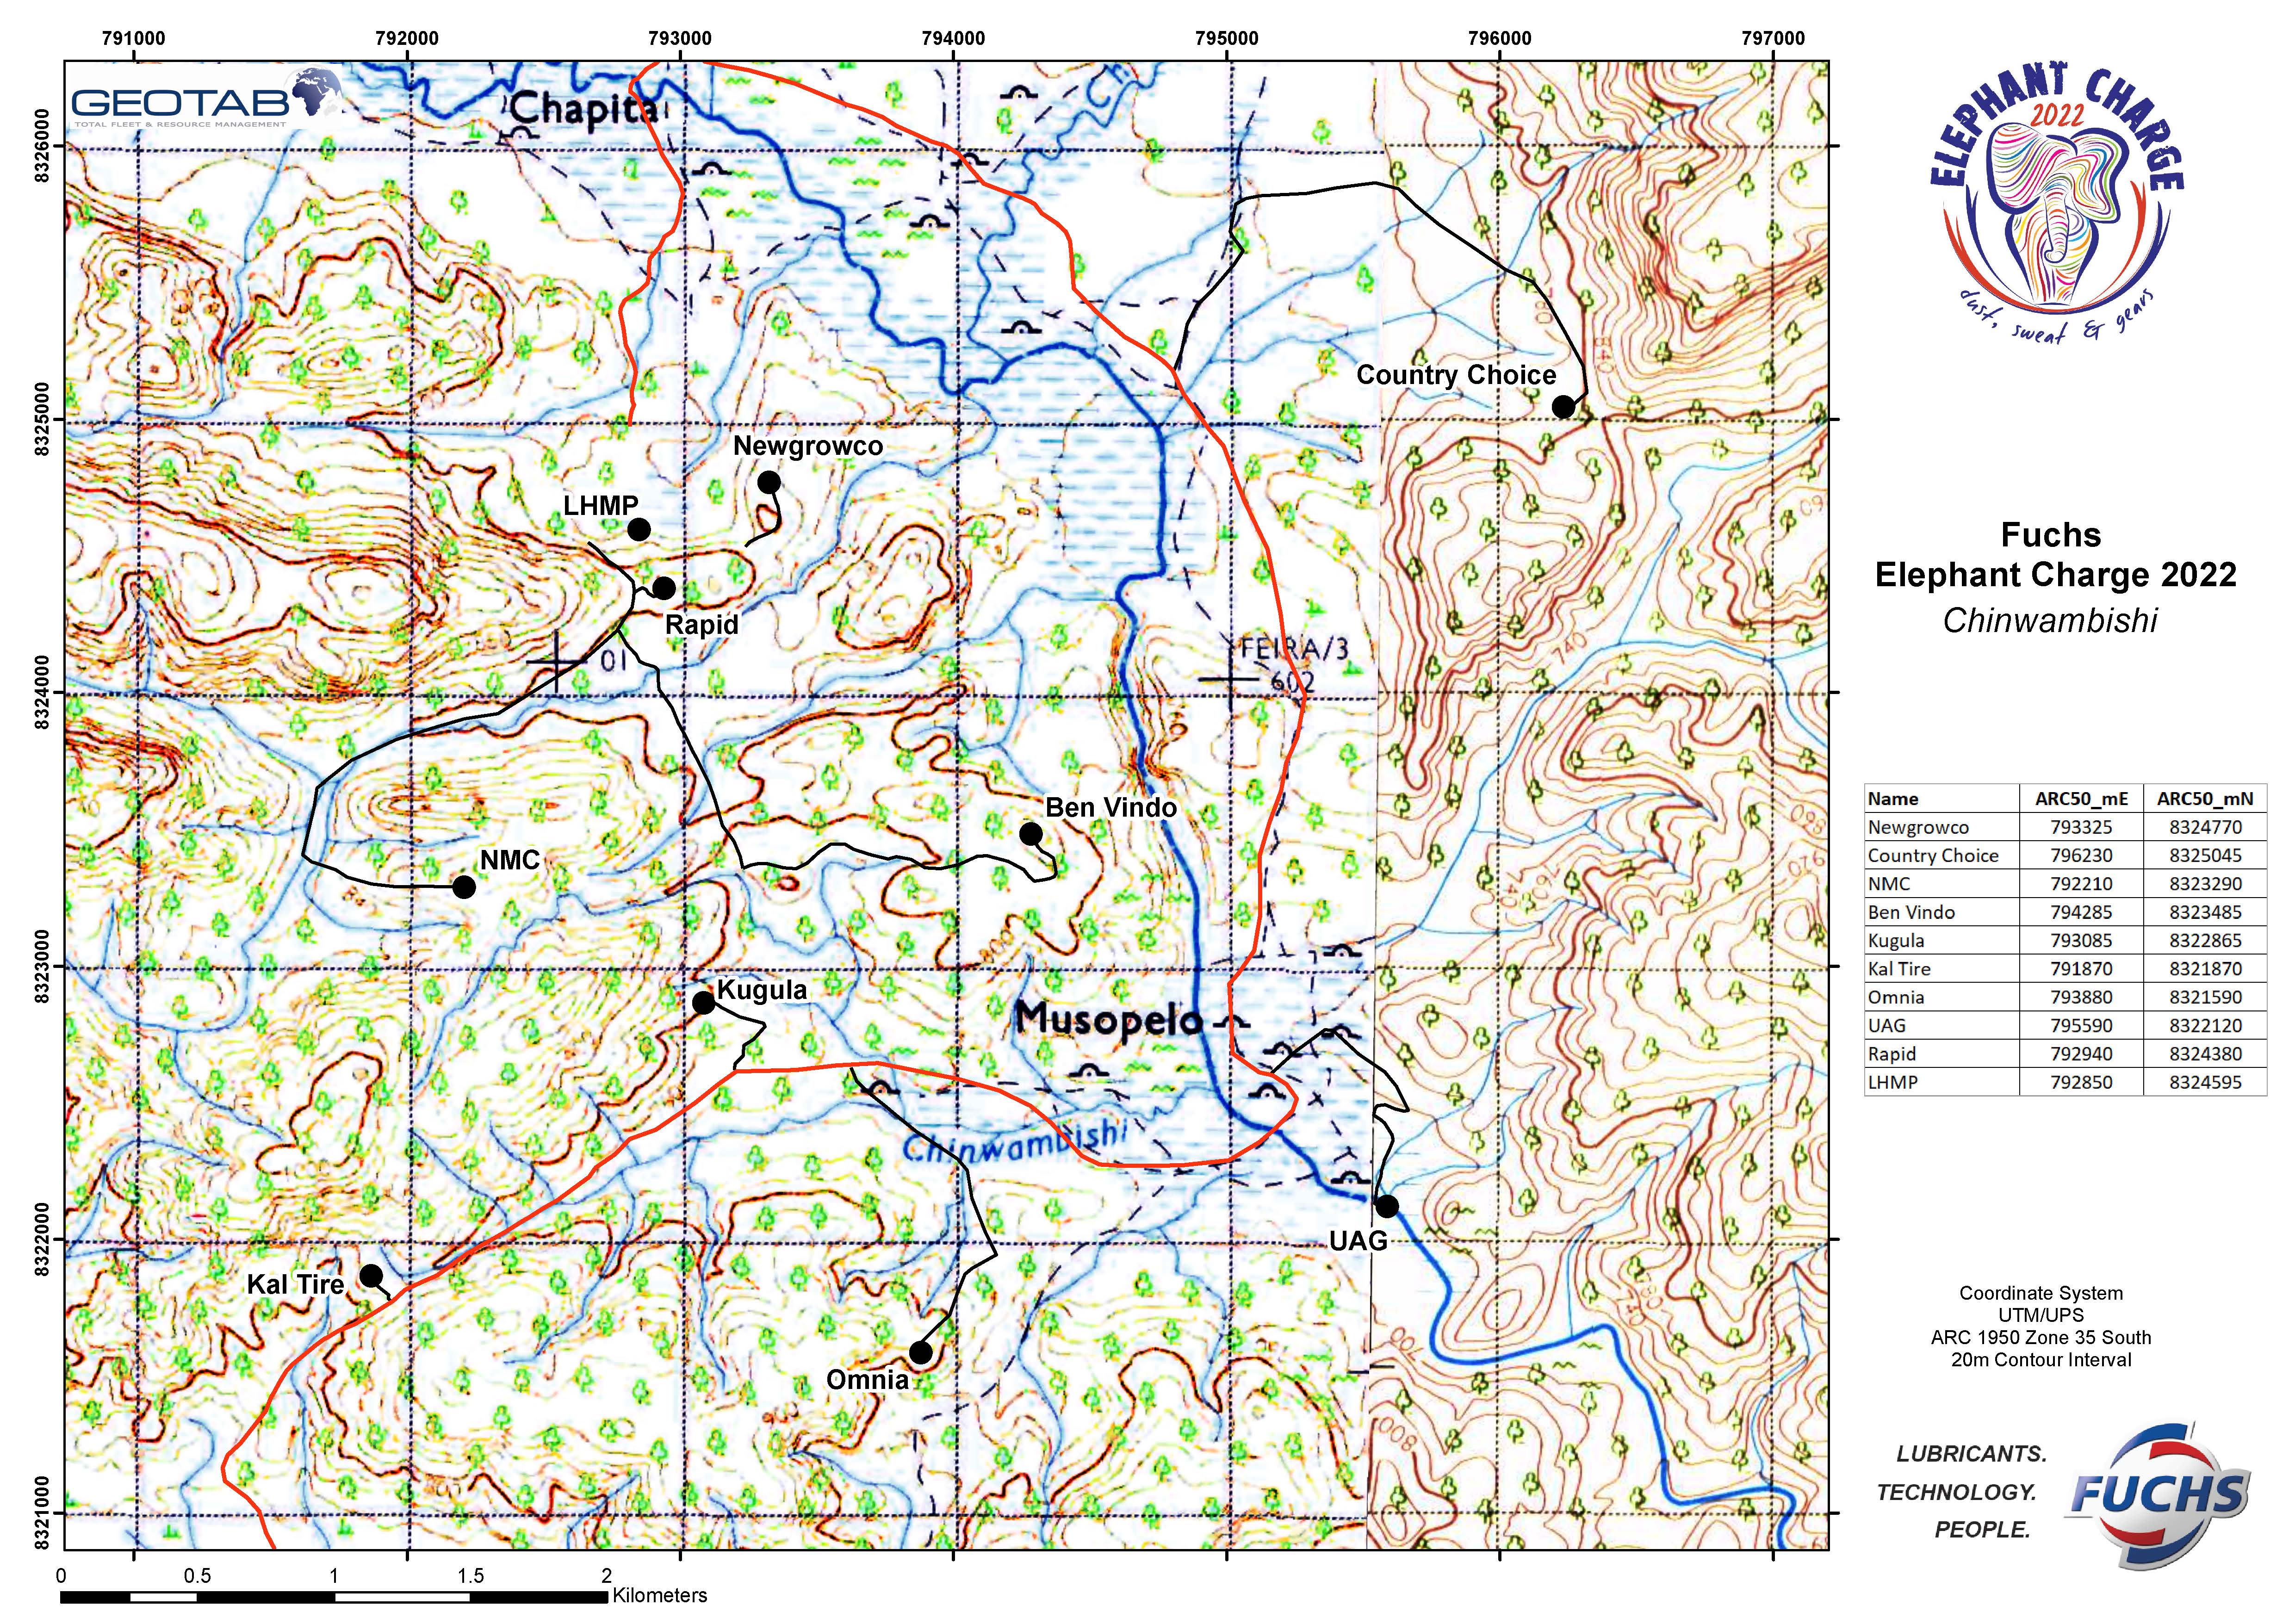 791000 792000 793000 794000 795000 796000 797000
8326000
8325000
8324000
8323000
8322000
8321000
GEOTAB
TOTAL FLEET & RESOURCE MANAGEMENT
Chapita
Country Choice
Newgrowco
LHMP
Rapid
01
FEIRA/3
602
740
Ben Vindo
NMC
800
Kugula
Musopelo
Chinwambishi
UAG
Kal Tire
Omnia
700
800
0 0.5 1 1.5 2
Kilometers
ELEPHANT CHARGE
2022
dust, sweat & gears
Fuchs
Elephant Charge 2022
Chinwambishi
Name ARC50_mE ARC50_mN
Newgrowco 793325 8324770
Country Choice 796230 8325045
NMC 792210 8323290
Ben Vindo 794285 8323485
Kugula 793085 8322865
Kal Tire 791870 8321870
Omnia 793880 8321590
UAG 795590 8322120
Rapid 792940 8324380
LHMP 792850 8324595
Coordinate System
UTM/UPS
ARC 1950 Zone 35 South
20m Contour Interval
LUBRICANTS.
TECHNOLOGY.
PEOPLE.
FUCHS